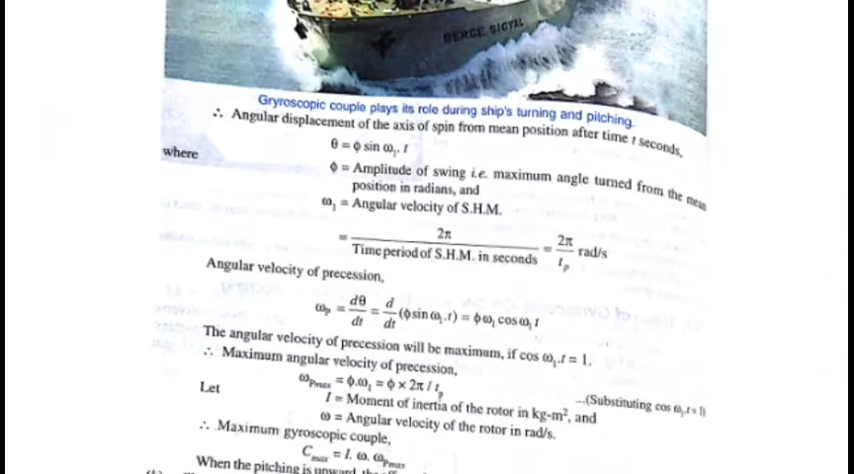 BERGE SIGVAL
Gryroscopic couple plays its role during ship's turning and pitching.
∴ Angular displacement of the axis of spin from mean position after time t seconds,
θ = ϕ sin ω₁. t
where
ϕ = Amplitude of swing i.e. maximum angle turned from the mean
position in radians, and
ω₁ = Angular velocity of S.H.M.
= 2π / Time period of S.H.M. in seconds = 2π / tₚ rad/s
Angular velocity of precession,
ωP = dθ/dt = d/dt (ϕ sin ω₁.t) = ϕ ω₁ cos ω₁ t
The angular velocity of precession will be maximum, if cos ω₁.t = 1.
∴ Maximum angular velocity of precession,
ωPmax = ϕ.ω₁ = ϕ × 2π / tₚ ...(Substituting cos ω₁.t = 1)
Let I = Moment of inertia of the rotor in kg-m², and
ω = Angular velocity of the rotor in rad/s.
∴ Maximum gyroscopic couple,
Cmax = I. ω. ωPmax
When the pitching is upward, the